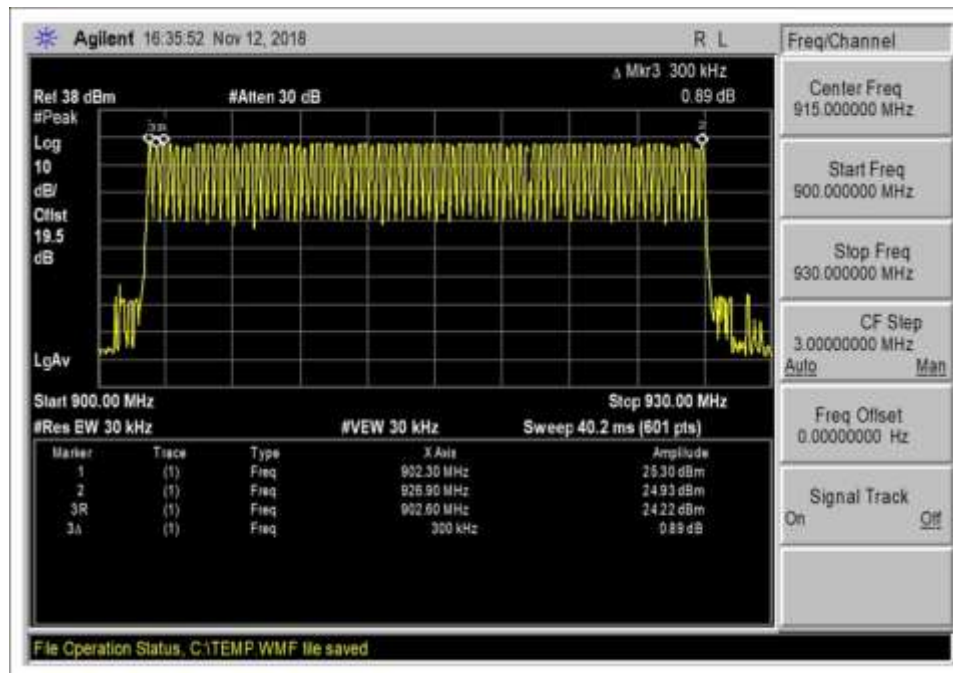 Agilent 16:35:52 Nov 12, 2018 R L
Freq/Channel
Δ Mkr3 300 kHz
Ref 38 dBm #Atten 30 dB 0.89 dB
#Peak
Log
10
dB/
Offst
19.5
dB
LgAv
2
Start 900.00 MHz Stop 930.00 MHz
#Res BW 30 kHz #VBW 30 kHz Sweep 40.2 ms (601 pts)
Marker Trace Type X Axis Amplitude
1 (1) Freq 902.30 MHz 25.30 dBm
2 (1) Freq 926.90 MHz 24.93 dBm
3R (1) Freq 902.60 MHz 24.22 dBm
3Δ (1) Freq 300 kHz 0.89 dB
File Operation Status, C:\TEMP.WMF file saved
Center Freq
915.000000 MHz
Start Freq
900.000000 MHz
Stop Freq
930.000000 MHz
CF Step
3.00000000 MHz
Auto Man
Freq Offset
0.00000000 Hz
Signal Track
On Off